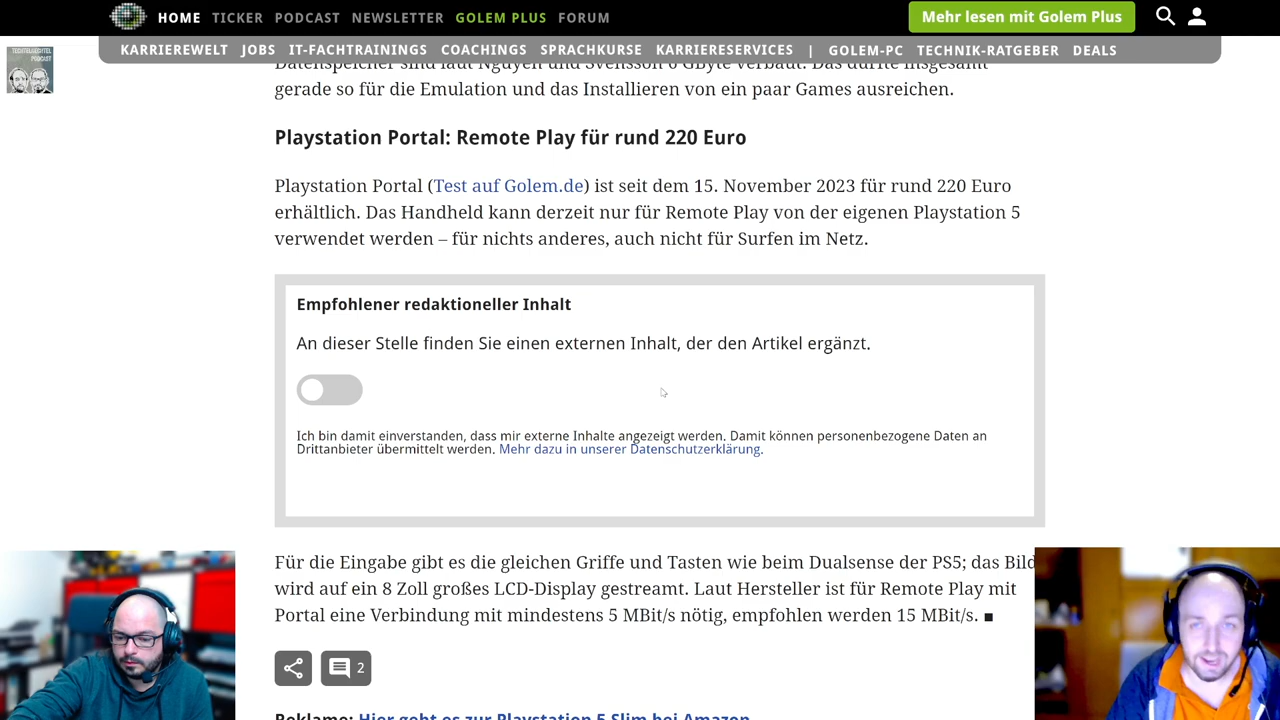 HOME TICKER PODCAST NEWSLETTER GOLEM PLUS FORUM Mehr lesen mit Golem Plus
KARRIEREWELT JOBS IT-FACHTRAININGS COACHINGS SPRACHKURSE KARRIERESERVICES | GOLEM-PC TECHNIK-RATGEBER DEALS
TECHTELMECHTEL
PODCAST
Datenspeicher sind laut Nguyen und Svensson 6 GByte verbaut. Das dürfte insgesamt
gerade so für die Emulation und das Installieren von ein paar Games ausreichen.
Playstation Portal: Remote Play für rund 220 Euro
Playstation Portal (Test auf Golem.de) ist seit dem 15. November 2023 für rund 220 Euro
erhältlich. Das Handheld kann derzeit nur für Remote Play von der eigenen Playstation 5
verwendet werden – für nichts anderes, auch nicht für Surfen im Netz.
Empfohlener redaktioneller Inhalt
An dieser Stelle finden Sie einen externen Inhalt, der den Artikel ergänzt.
Ich bin damit einverstanden, dass mir externe Inhalte angezeigt werden. Damit können personenbezogene Daten an
Drittanbieter übermittelt werden. Mehr dazu in unserer Datenschutzerklärung.
Für die Eingabe gibt es die gleichen Griffe und Tasten wie beim Dualsense der PS5; das Bild
wird auf ein 8 Zoll großes LCD-Display gestreamt. Laut Hersteller ist für Remote Play mit
Portal eine Verbindung mit mindestens 5 MBit/s nötig, empfohlen werden 15 MBit/s. ■
2
Reklame: Hier geht es zur Playstation 5 Slim bei Amazon